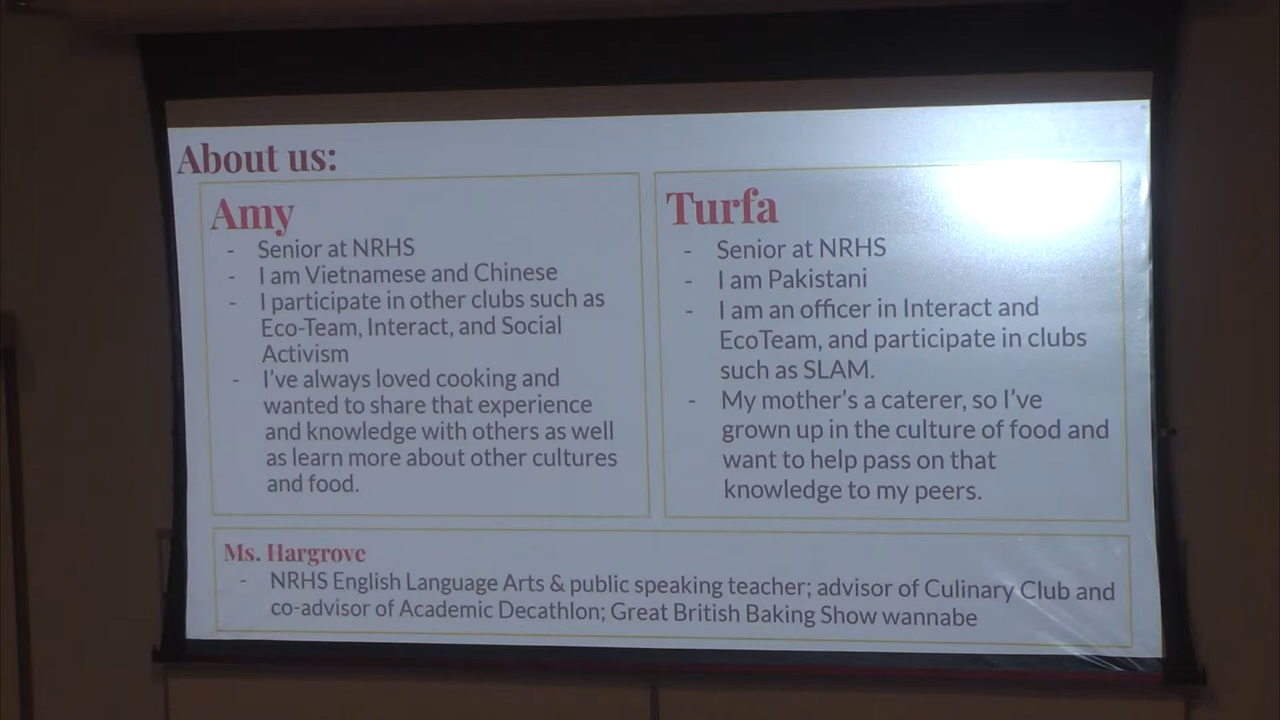 About us:
Amy
- Senior at NRHS
- I am Vietnamese and Chinese
- I participate in other clubs such as
Eco-Team, Interact, and Social
Activism
- I've always loved cooking and
wanted to share that experience
and knowledge with others as well
as learn more about other cultures
and food.
Turfa
- Senior at NRHS
- I am Pakistani
- I am an officer in Interact and
EcoTeam, and participate in clubs
such as SLAM.
- My mother's a caterer, so I've
grown up in the culture of food and
want to help pass on that
knowledge to my peers.
Ms. Hargrove
- NRHS English Language Arts & public speaking teacher; advisor of Culinary Club and
co-advisor of Academic Decathlon; Great British Baking Show wannabe